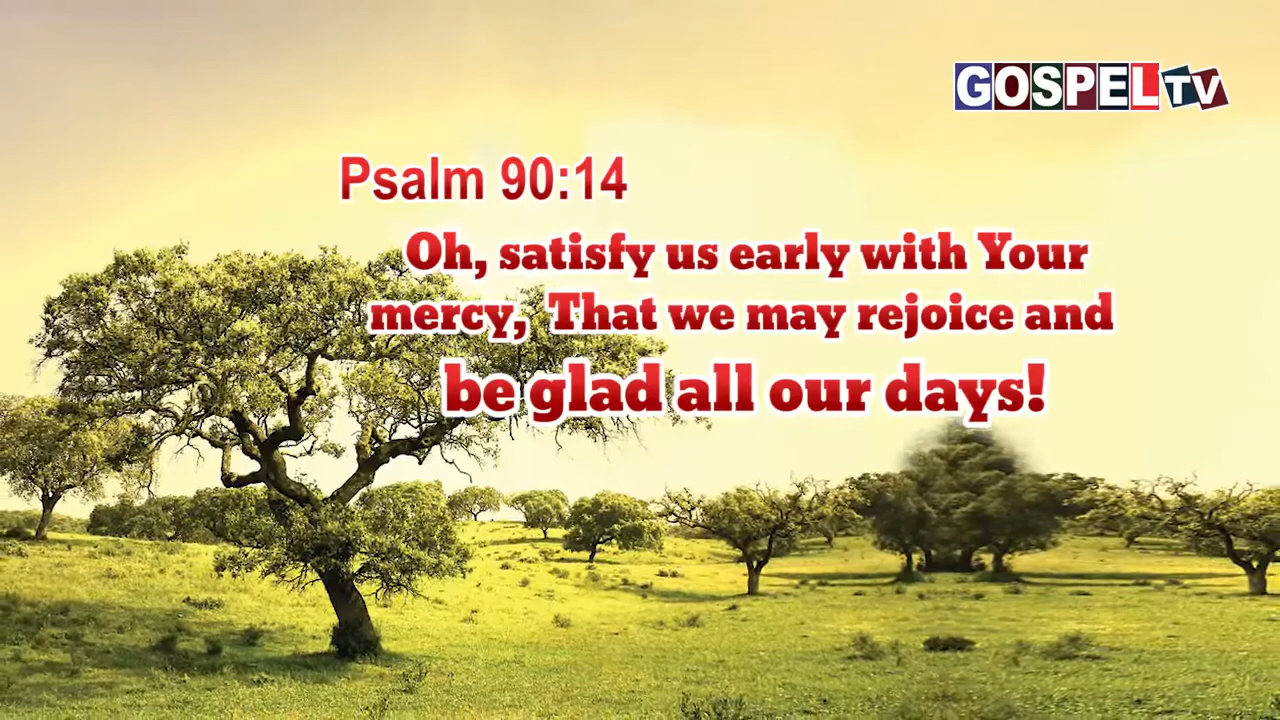 GOSPEL TV
Psalm 90:14
Oh, satisfy us early with Your
mercy, That we may rejoice and
be glad all our days!